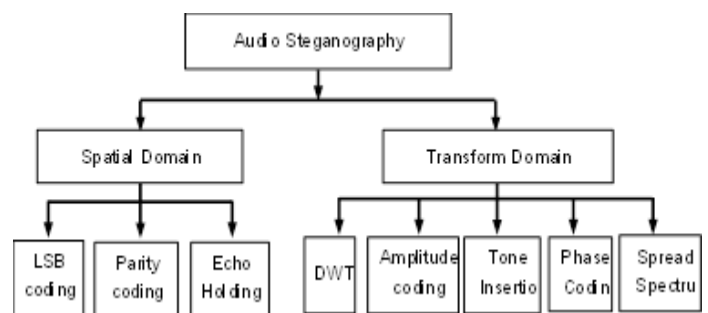 Audio Steganography
Spatial Domain
Transform Domain
LSB
coding
Parity
coding
Echo
Holding
DWT
Amplitude
coding
Tone
Insertio
Phase
Codin
Spread
Spectru